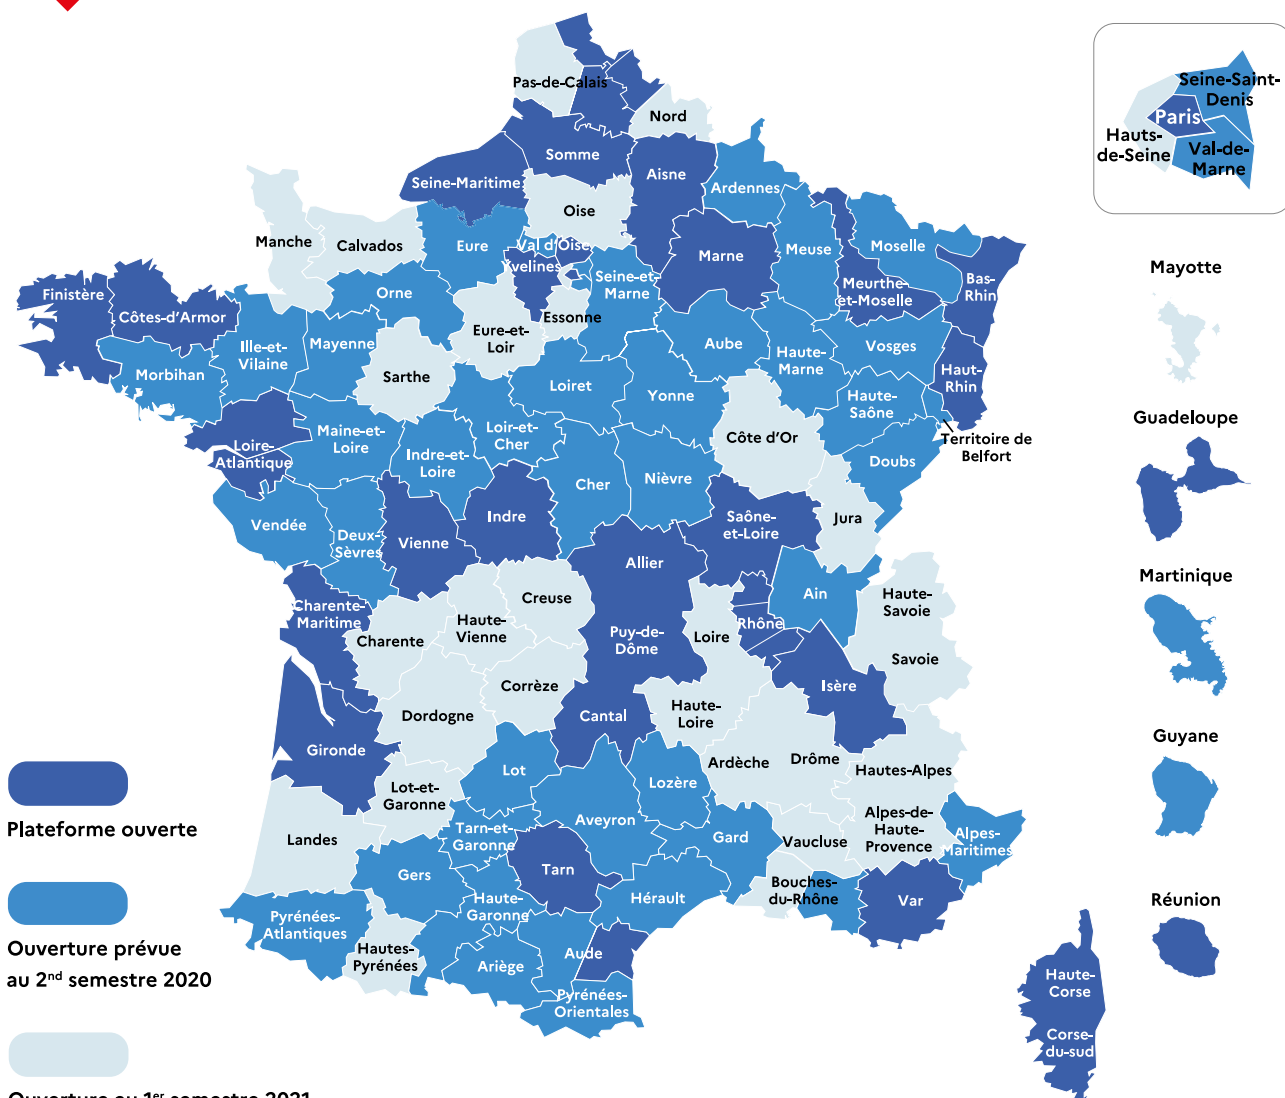 Pas-de-Calais
Nord
Somme
Seine-Maritime
Aisne
Ardennes
Oise
Manche
Calvados
Eure
Val d'Oise
Yvelines
Seine-et-
Marne
Marne
Meuse
Moselle
Meurthe-
et-Moselle
Bas-
Rhin
Finistère
Côtes-d'Armor
Orne
Essonne
Eure-et-
Loir
Ille-et-
Vilaine
Mayenne
Aube
Haute-
Marne
Vosges
Haut-
Rhin
Morbihan
Sarthe
Loiret
Yonne
Haute-
Saône
Territoire de
Belfort
Loire-
Atlantique
Maine-et-
Loire
Indre-et-
Loire
Loir-et-
Cher
Côte d'Or
Doubs
Cher
Nièvre
Vendée
Deux-
Sèvres
Vienne
Indre
Saône-
et-Loire
Jura
Allier
Ain
Haute-
Savoie
Charente-
Maritime
Charente
Haute-
Vienne
Creuse
Puy-de-
Dôme
Loire
Rhône
Savoie
Isère
Corrèze
Dordogne
Cantal
Haute-
Loire
Gironde
Lot
Lozère
Ardèche
Drôme
Hautes-Alpes
Lot-et-
Garonne
Landes
Tarn-et-
Garonne
Aveyron
Gard
Vaucluse
Alpes-de-
Haute-
Provence
Alpes-
Maritimes
Gers
Tarn
Haute-
Garonne
Hérault
Bouches-
du-Rhône
Var
Pyrénées-
Atlantiques
Hautes-
Pyrénées
Ariège
Aude
Pyrénées-
Orientales
Haute-
Corse
Corse-
du-sud
Seine-Saint-
Denis
Paris
Hauts-
de-Seine
Val-de-
Marne
Mayotte
Guadeloupe
Martinique
Guyane
Réunion
Plateforme ouverte
Ouverture prévue
au 2nd semestre 2020
Ouverture au 1er semestre 2021